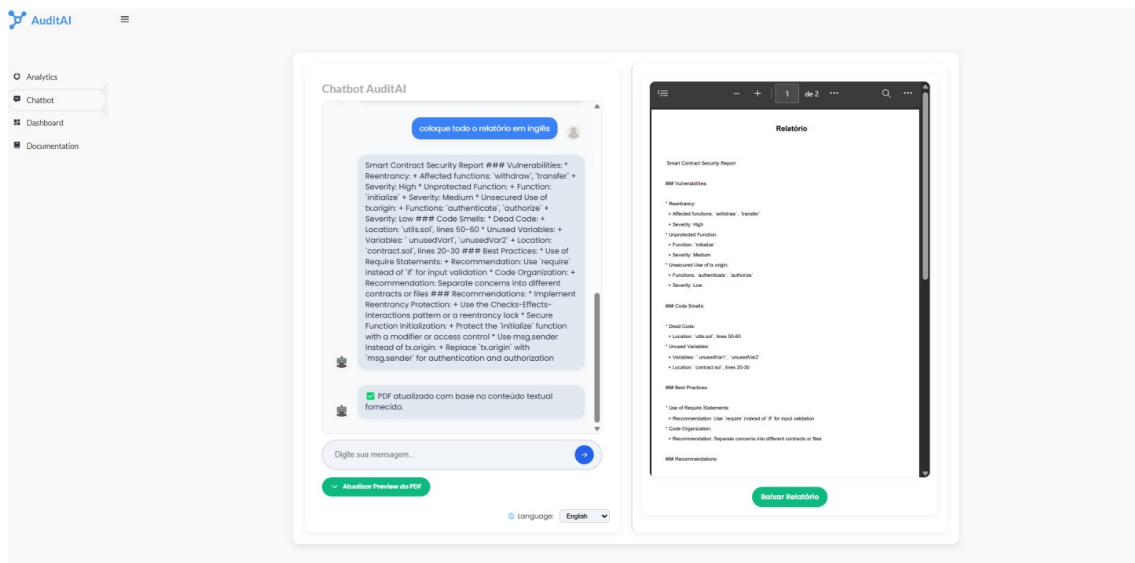 AuditAI
Analytics
Chatbot
Dashboard
Documentation
Chatbot AuditAI
coloque todo o relatório em inglês
Smart Contract Security Report ### Vulnerabilities: *
Reentrancy: + Affected functions: `withdraw`, `transfer` +
Severity: High * Unprotected Function: + Function:
`initialize` + Severity: Medium * Unsecured Use of
tx.origin: + Functions: `authenticate`, `authorize` +
Severity: Low ### Code Smells: * Dead Code: +
Location: `utils.sol`, lines 50-60 * Unused Variables: +
Variables: ` unusedVar1`, `unusedVar2` + Location:
`contract.sol`, lines 20-30 ### Best Practices: * Use of
Require Statements: + Recommendation: Use `require`
instead of `if` for input validation * Code Organization: +
Recommendation: Separate concerns into different
contracts or files ### Recommendations: * Implement
Reentrancy Protection: + Use the Checks-Effects-
Interactions pattern or a reentrancy lock * Secure
Function Initialization: + Protect the `initialize` function
with a modifier or access control * Use msg.sender
Instead of tx.origin: + Replace `tx.origin` with
`msg.sender` for authentication and authorization
✅ PDF atualizado com base no conteúdo textual
fornecido.
Digite sua mensagem...
Atualizar Preview do PDF
Language: English
1 de 2
Relatório
Smart Contract Security Report
### Vulnerabilities:
* Reentrancy:
+ Affected functions: `withdraw`, `transfer`
+ Severity: High
* Unprotected Function:
+ Function: `initialize`
+ Severity: Medium
* Unsecured Use of tx.origin:
+ Functions: `authenticate`, `authorize`
+ Severity: Low
### Code Smells:
* Dead Code:
+ Location: `utils.sol`, lines 50-60
* Unused Variables:
+ Variables: ` unusedVar1`, `unusedVar2`
+ Location: `contract.sol`, lines 20-30
### Best Practices:
* Use of Require Statements:
+ Recommendation: Use `require` instead of `if` for input validation
* Code Organization:
+ Recommendation: Separate concerns into different contracts or files
### Recommendations:
Baixar Relatório